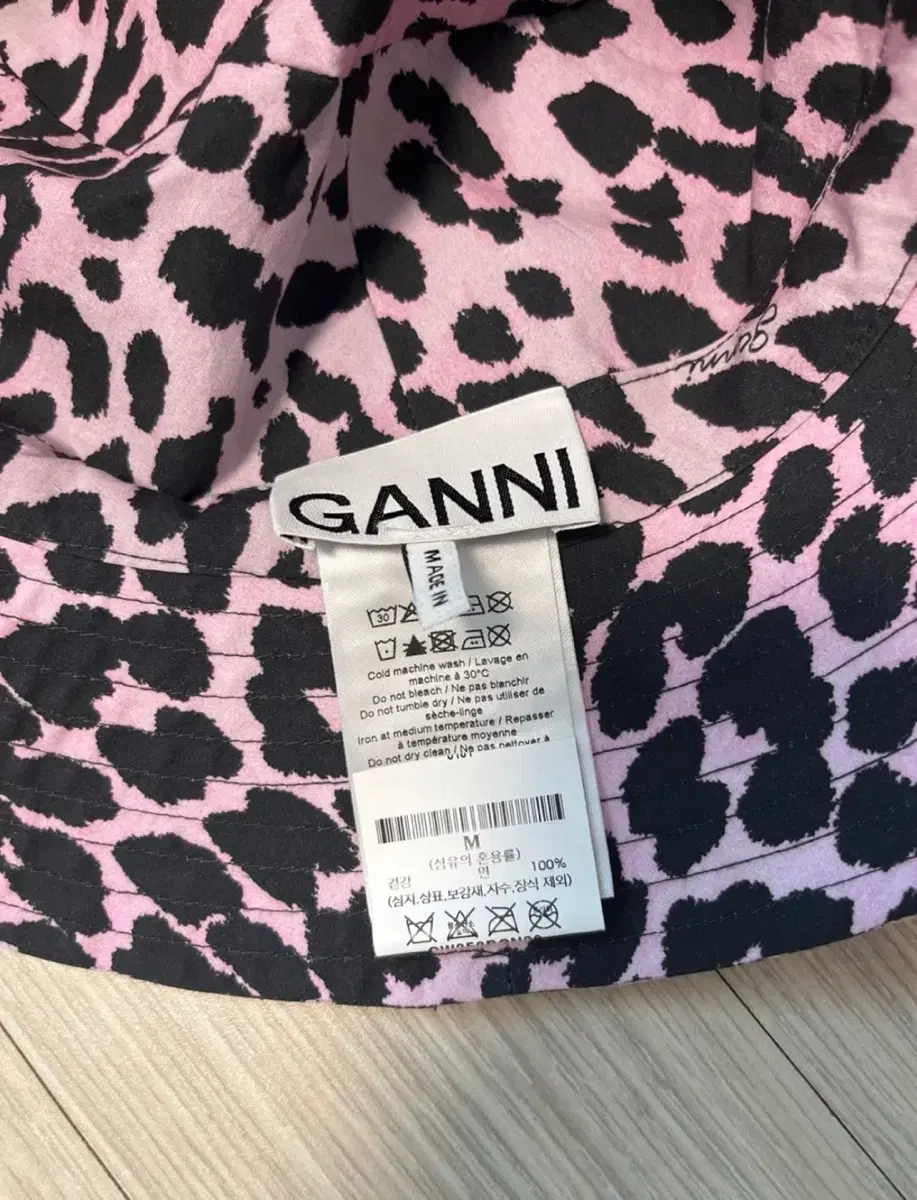 ganni
GANNI
MADE IN
30
Cold machine wash / Lavage en
machine à 30°C
Do not bleach / Ne pas blanchir
Do not tumble dry / Ne pas utiliser de
sèche-linge
Iron at medium temperature / Repasser
à température moyenne
Do not dry clean / Ne pas nettoyer à
M
(섬유의 혼용률)
겉감 면 100%
(심지,상표,보강재,자수,장식 제외)